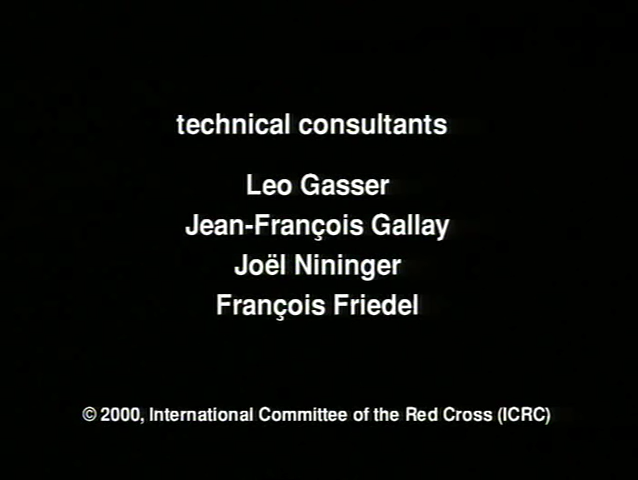 technical consultants
Leo Gasser
Jean-François Gallay
Joël Nininger
François Friedel
© 2000, International Committee of the Red Cross (ICRC)